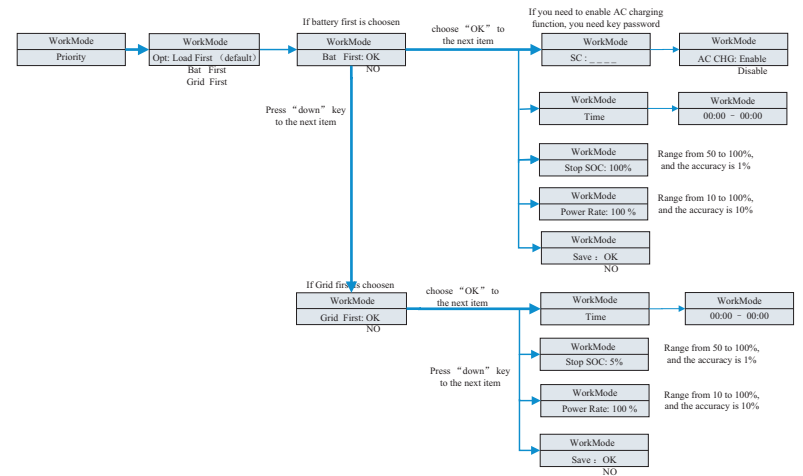 If you need to enable AC charging
function, you need key password
If battery first is choosen
choose “OK” to
the next item
WorkMode
Priority
WorkMode
Opt: Load First （default）
Bat First
Grid First
WorkMode
Bat First: OK
NO
WorkMode
SC : _ _ _ _
WorkMode
AC CHG: Enable
Disable
Press “down” key
to the next item
WorkMode
Time
WorkMode
00:00 - 00:00
WorkMode
Stop SOC: 100%
Range from 50 to 100%,
and the accuracy is 1%
WorkMode
Power Rate: 100 %
Range from 10 to 100%,
and the accuracy is 10%
WorkMode
Save : OK
NO
If Grid first is choosen
choose “OK” to
the next item
WorkMode
Grid First: OK
NO
WorkMode
Time
WorkMode
00:00 - 00:00
WorkMode
Stop SOC: 5%
Range from 50 to 100%,
and the accuracy is 1%
Press “down” key
to the next item
WorkMode
Power Rate: 100 %
Range from 10 to 100%,
and the accuracy is 10%
WorkMode
Save : OK
NO